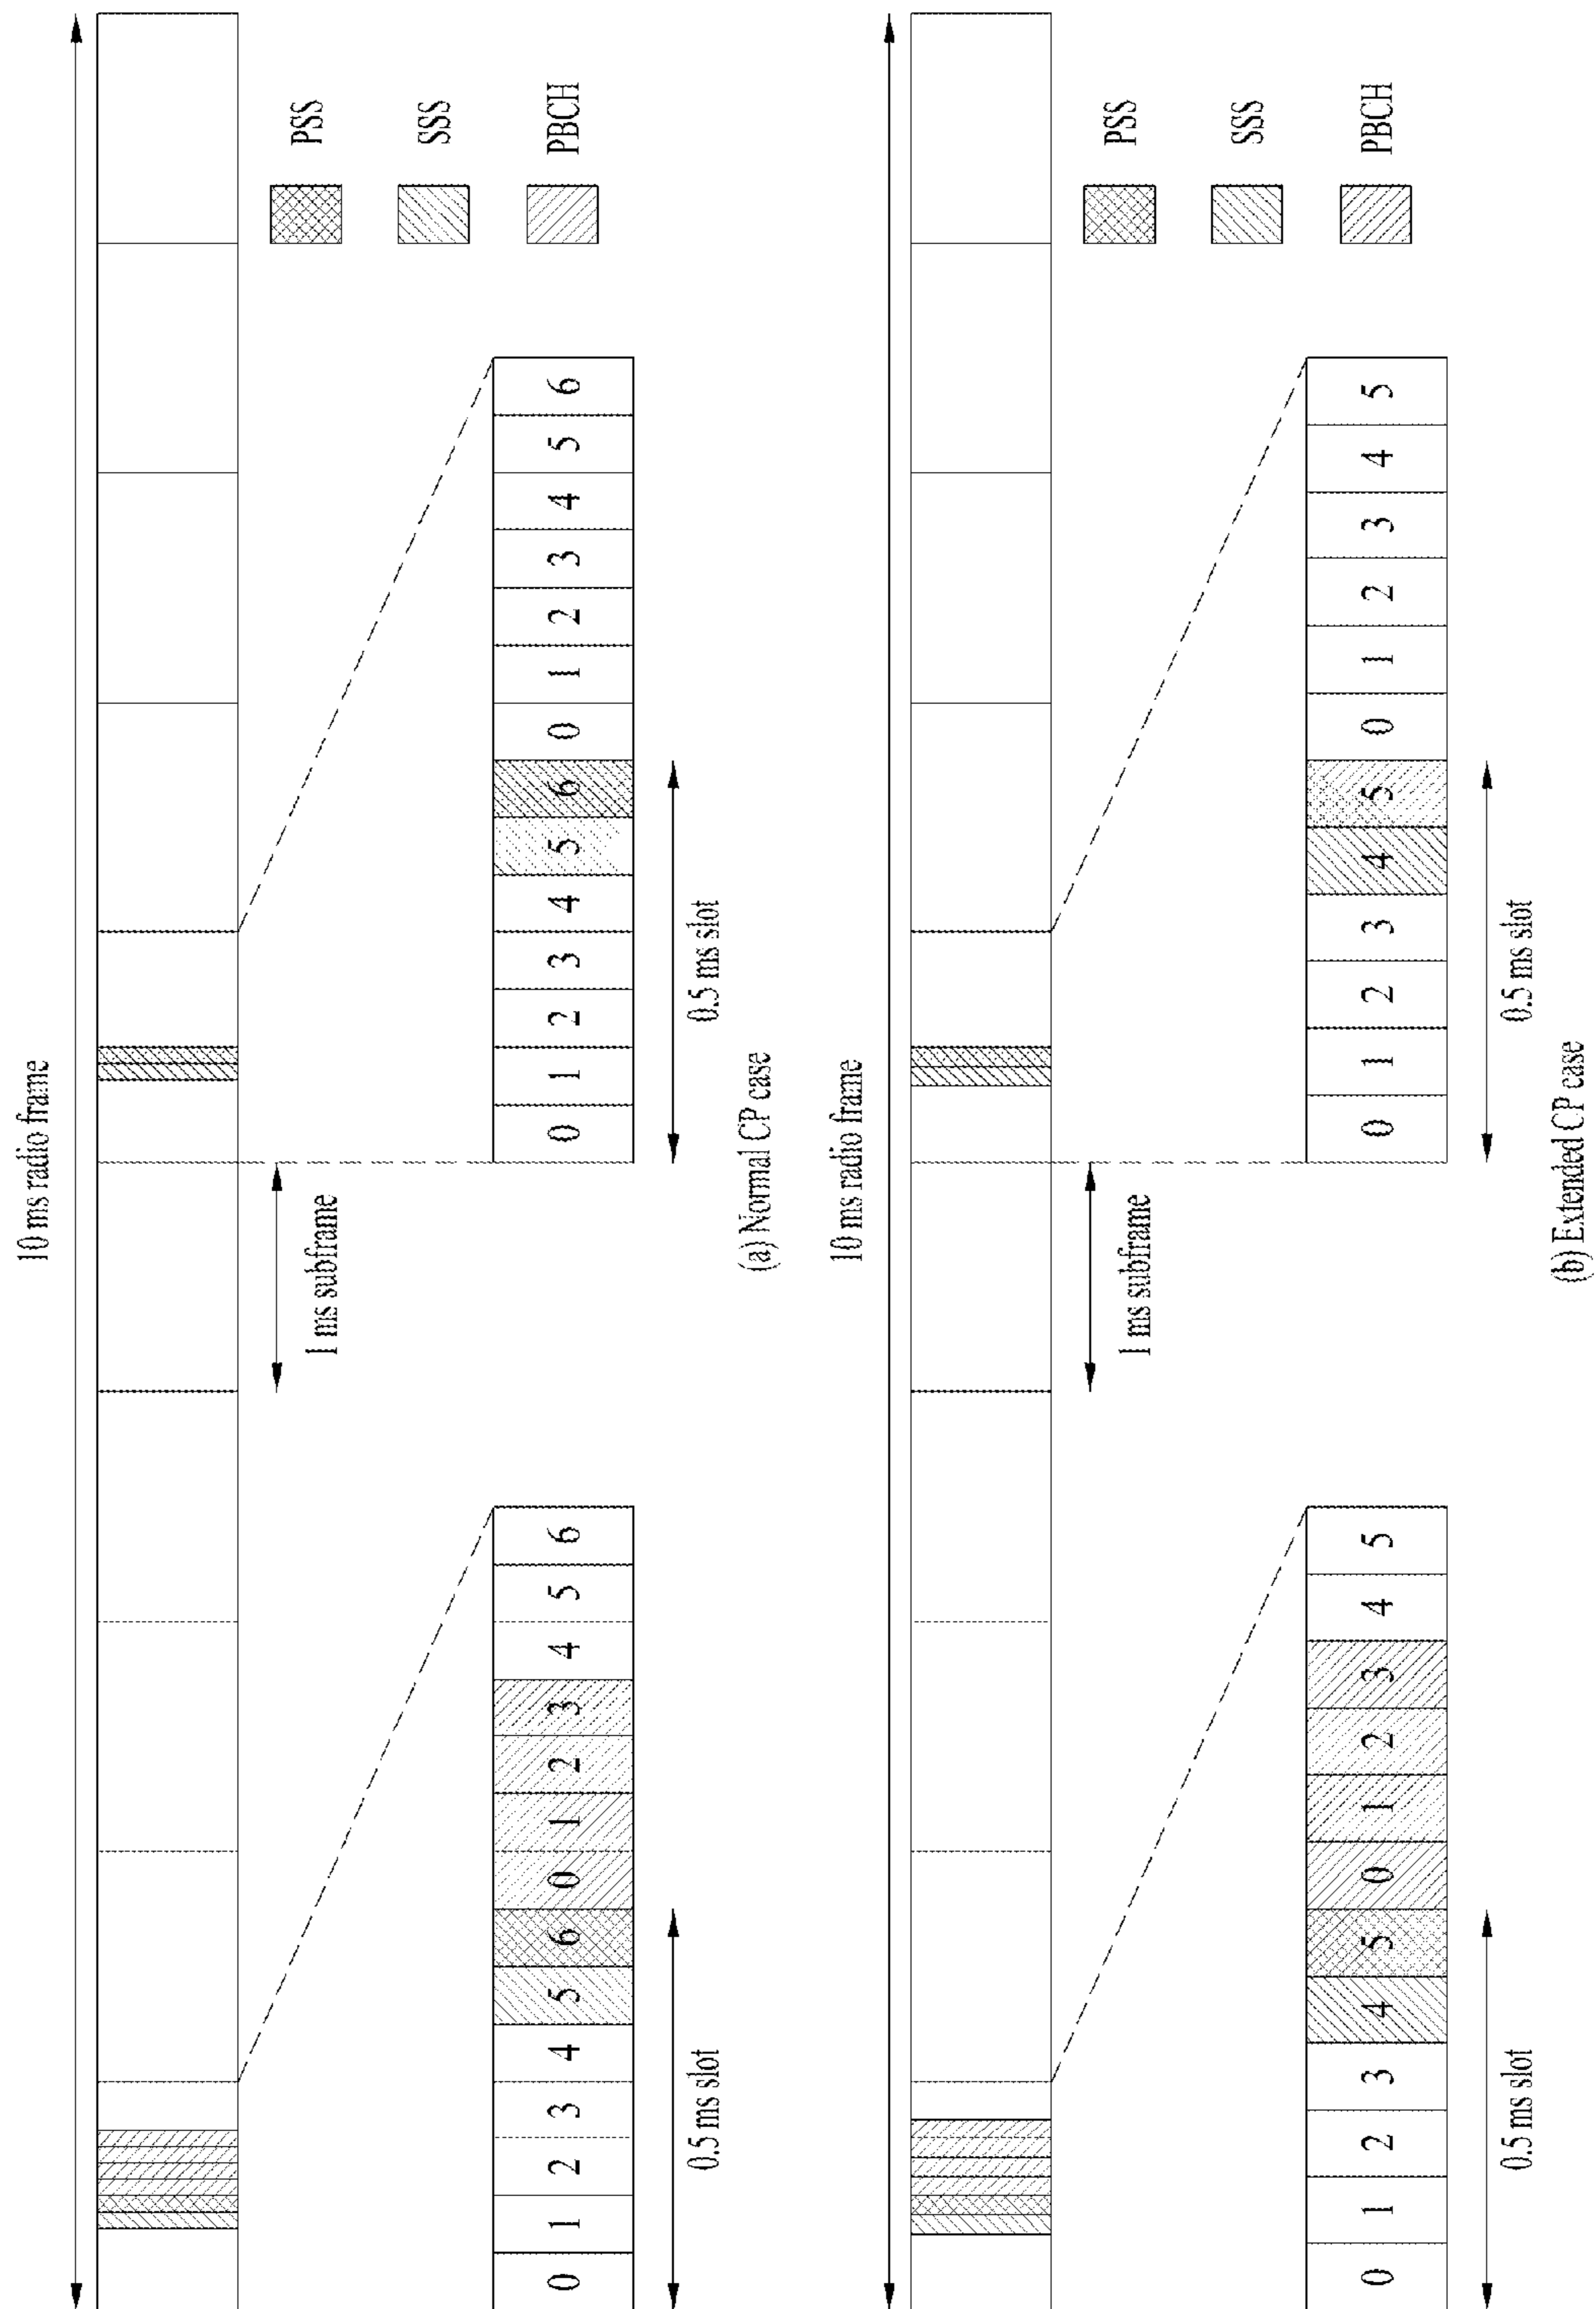 10 ms radio frame
PSS
SSS
PBCH
1 ms subframe
0 1 2 3 4 5 6 0 1 2 3 4 5 6
0 1 2 3 4 5 6 0 1 2 3 4 5 6
0.5 ms slot
0.5 ms slot
(a) Normal CP case
10 ms radio frame
PSS
SSS
PBCH
1 ms subframe
0 1 2 3 4 5 0 1 2 3 4 5
0 1 2 3 4 5 0 1 2 3 4 5
0.5 ms slot
0.5 ms slot
(b) Extended CP case